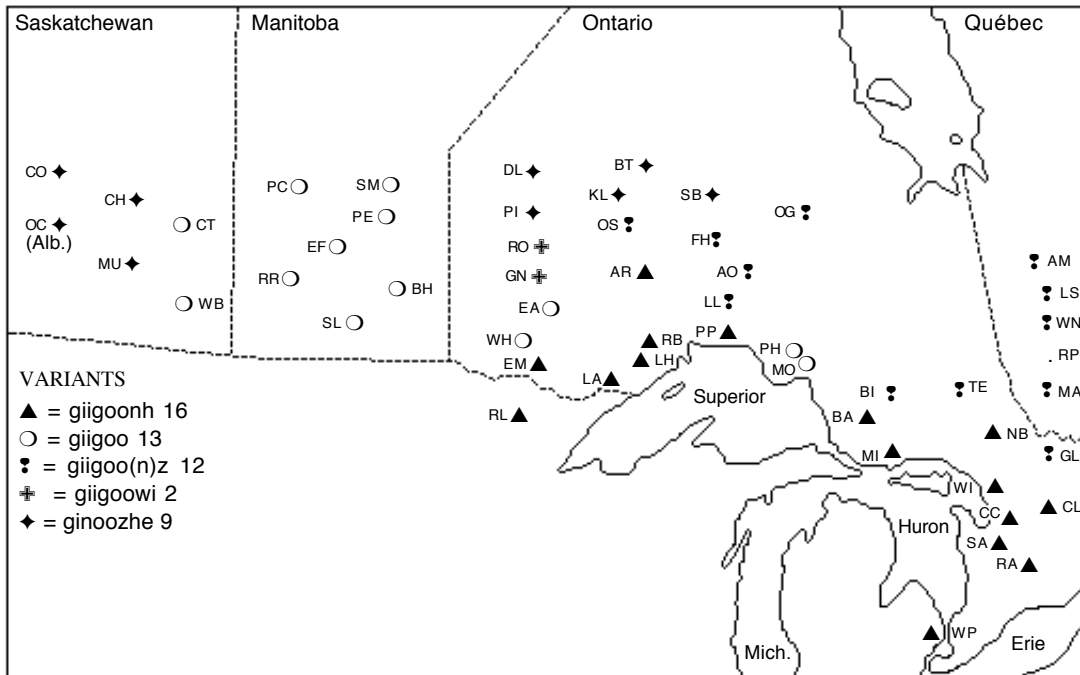 Saskatchewan Manitoba Ontario Québec
CO DL BT
CH PC SM KL SB
OC PI OS OG
(Alb.) CT PE
MU EF RO FH AM
RR BH GN AR AO LS
WB SL EA LL WN
WH RB PP PH RP
EM LH MO
LA Superior BI TE MA
RL BA NB
MI GL
WI
CC CL
Huron
SA
RA
WP
Mich. Erie
VARIANTS
▲ = giigoonh 16
❍ = giigoo 13
❢ = giigoo(n)z 12
✙ = giigoowi 2
✦ = ginoozhe 9